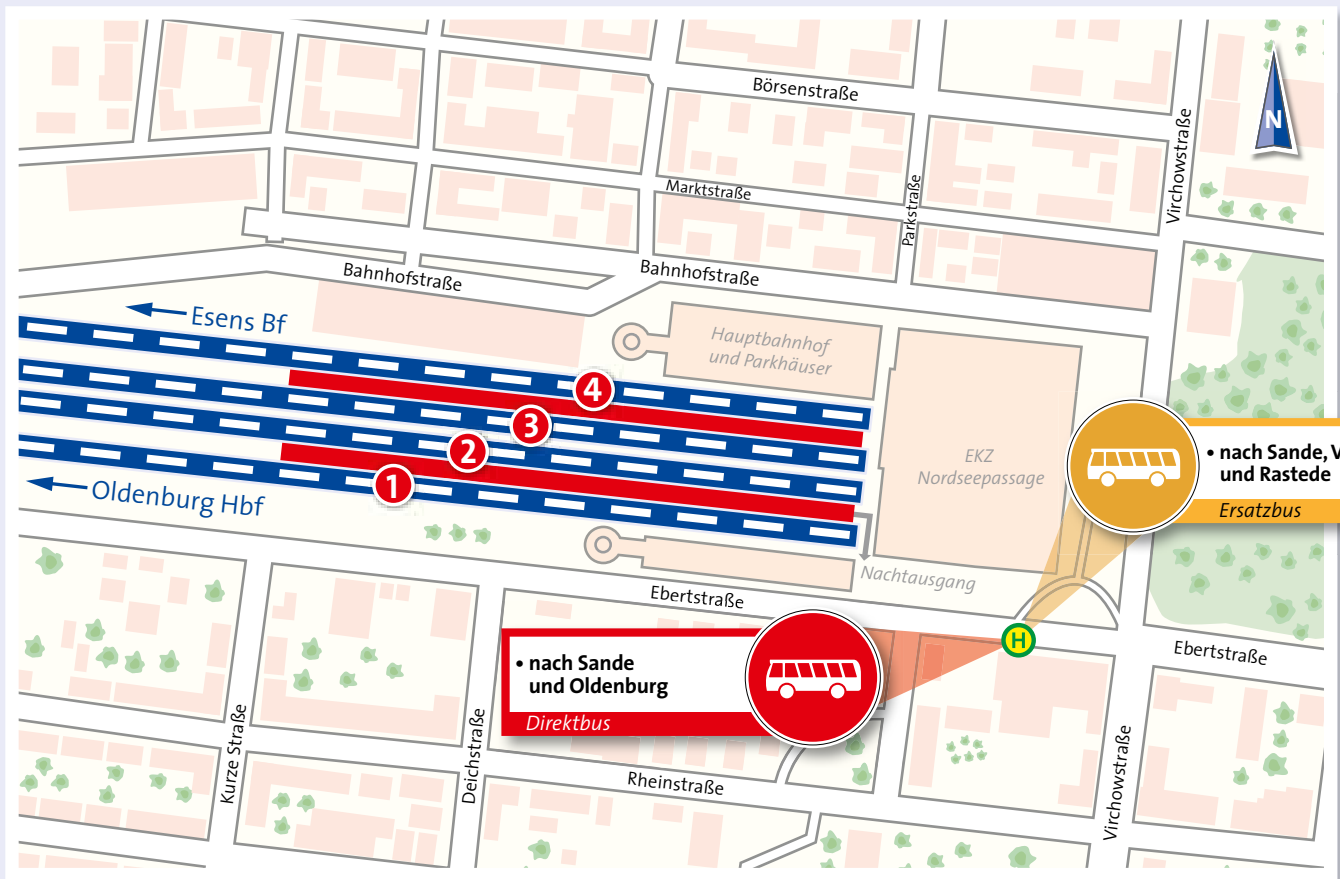 Börsenstraße
Virchowstraße
N
Marktstraße
Parkstraße
Bahnhofstraße
Bahnhofstraße
Esens Bf
Hauptbahnhof
und Parkhäuser
4
3
2
1
EKZ
Nordseepassage
• nach Sande, V
und Rastede
Ersatzbus
Oldenburg Hbf
Nachtausgang
Ebertstraße
H
Ebertstraße
• nach Sande
und Oldenburg
Direktbus
Kurze Straße
Deichstraße
Rheinstraße
Virchowstraße